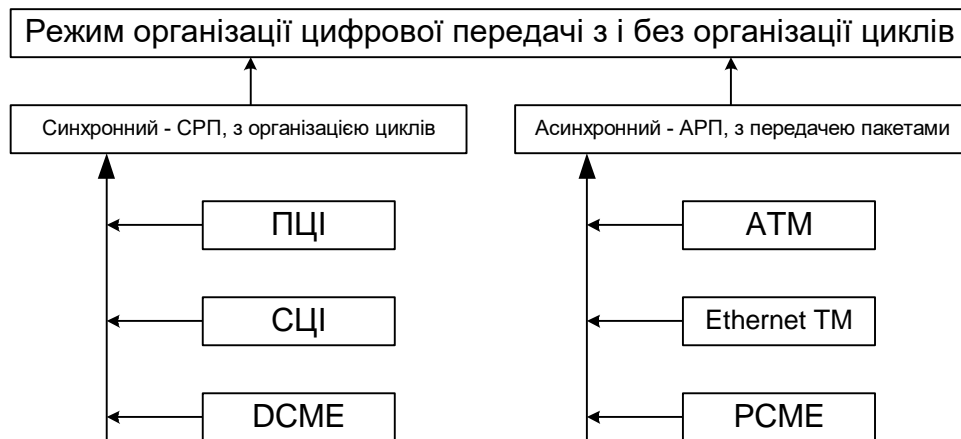 Режим організації цифрової передачі з і без організації циклів
Синхронний - СРП, з організацією циклів
Асинхронний - АРП, з передачею пакетами
ПЦІ
АТМ
СЦІ
Ethernet ТМ
DCME
PCME